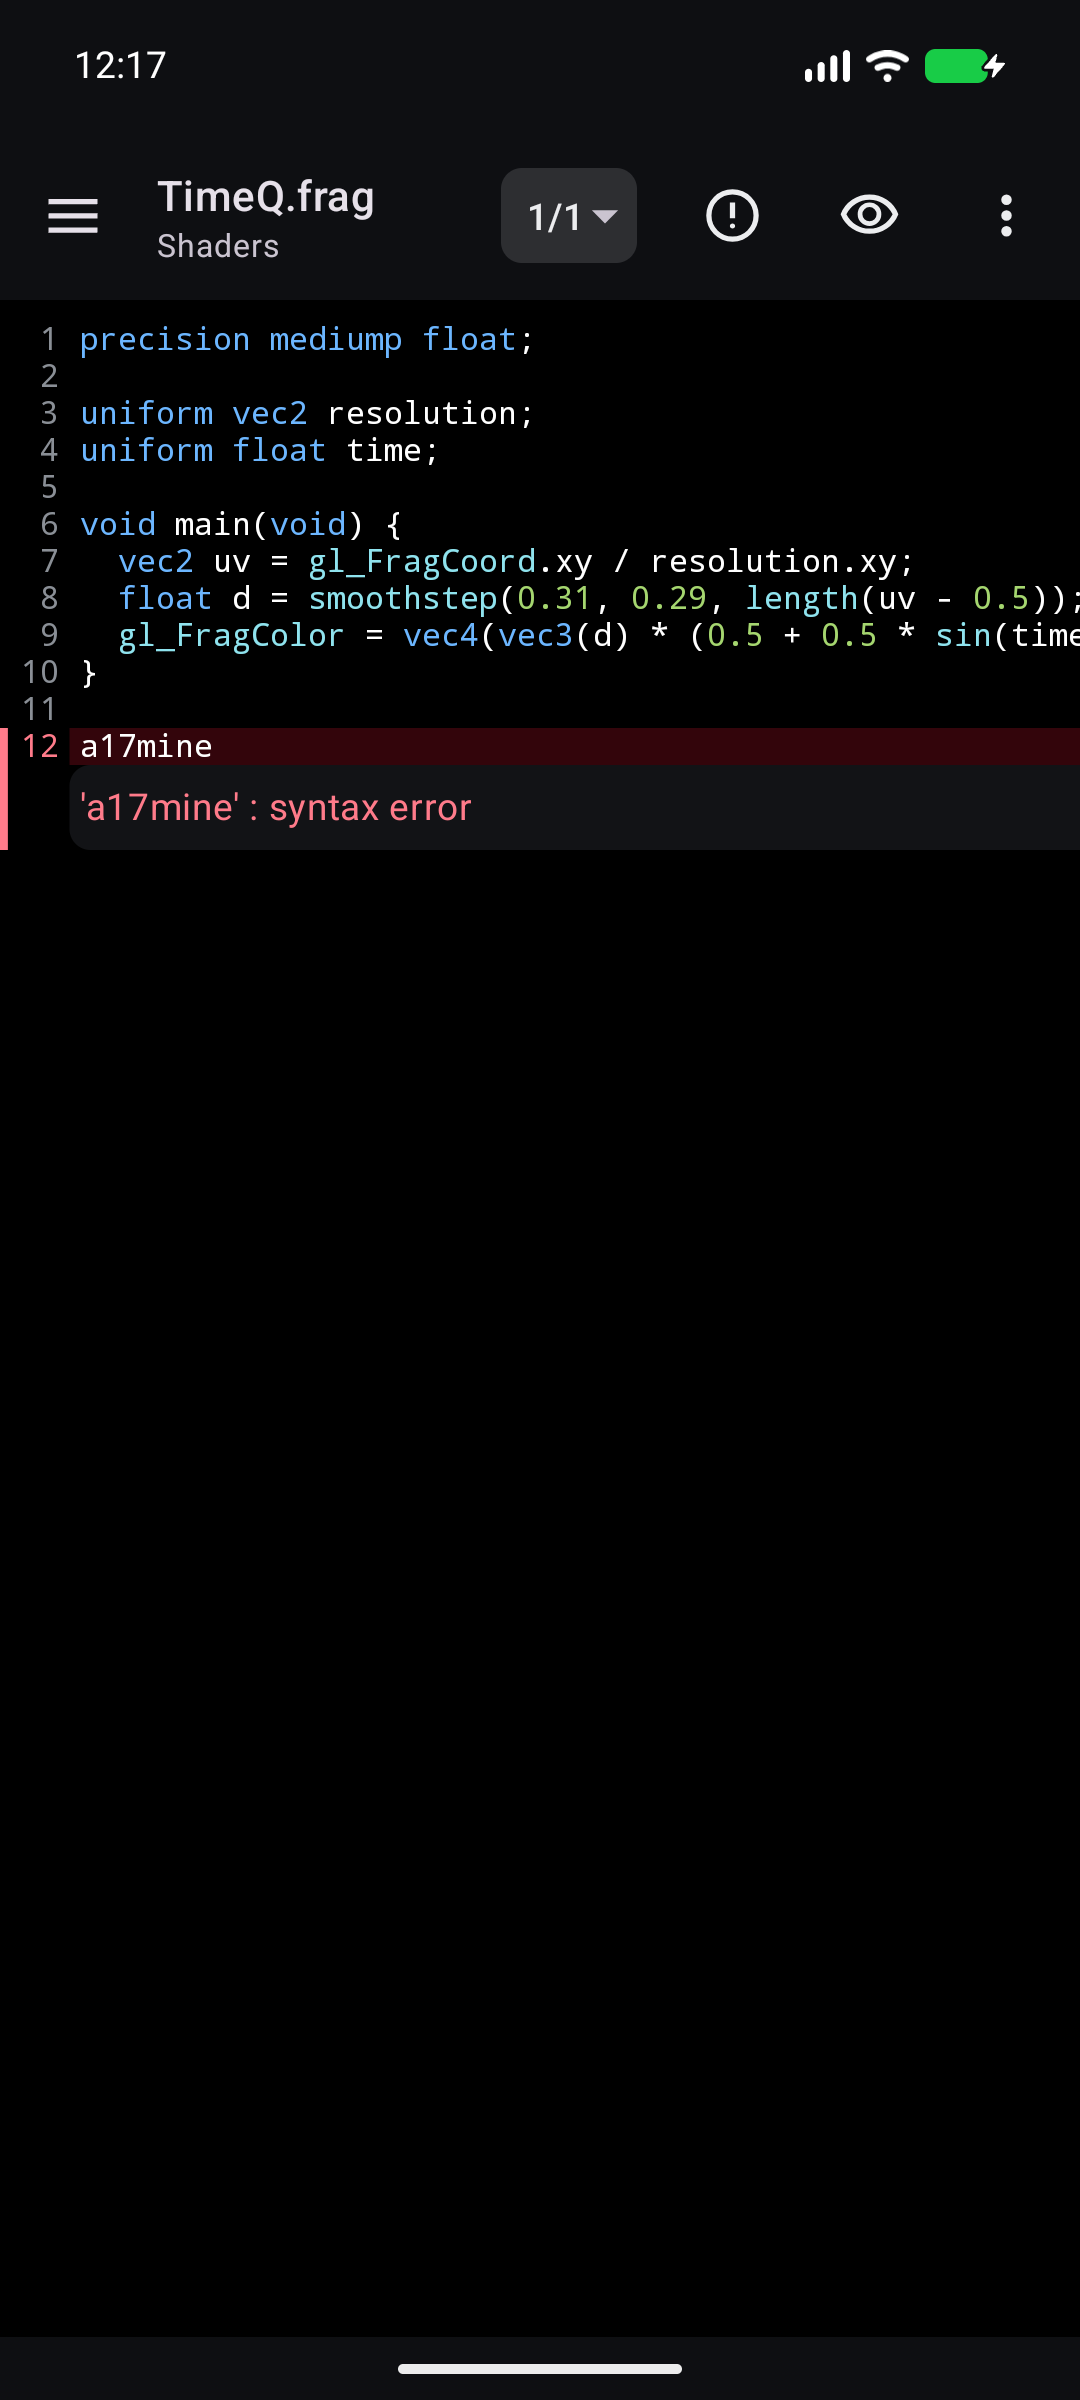 12:17
TimeQ.frag
Shaders
1/1
1 precision mediump float;
2
3 uniform vec2 resolution;
4 uniform float time;
5
6 void main(void) {
7   vec2 uv = gl_FragCoord.xy / resolution.xy;
8   float d = smoothstep(0.31, 0.29, length(uv - 0.5));
9   gl_FragColor = vec4(vec3(d) * (0.5 + 0.5 * sin(time
10 }
11
12 a17mine
'a17mine' : syntax error